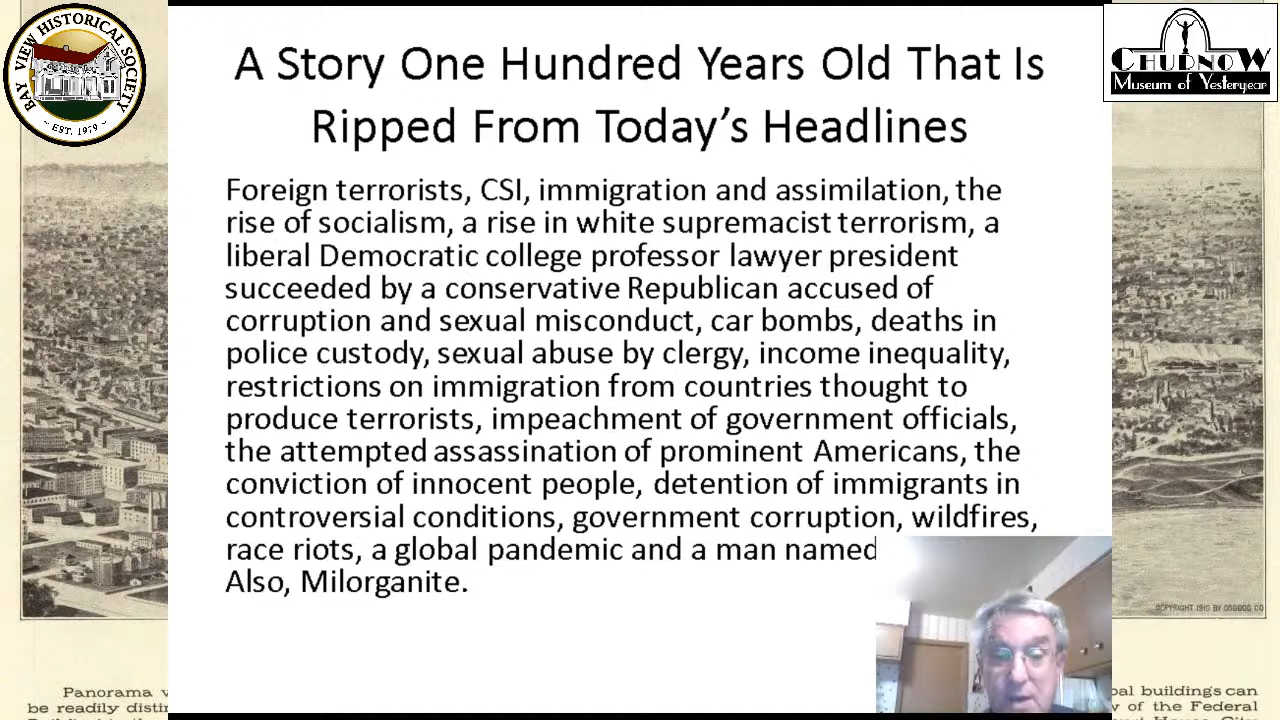 BAY VIEW HISTORICAL SOCIETY
~ EST. 1979 ~
CHUDNOW
Museum of Yesteryear
A Story One Hundred Years Old That Is
Ripped From Today’s Headlines
Foreign terrorists, CSI, immigration and assimilation, the
rise of socialism, a rise in white supremacist terrorism, a
liberal Democratic college professor lawyer president
succeeded by a conservative Republican accused of
corruption and sexual misconduct, car bombs, deaths in
police custody, sexual abuse by clergy, income inequality,
restrictions on immigration from countries thought to
produce terrorists, impeachment of government officials,
the attempted assassination of prominent Americans, the
conviction of innocent people, detention of immigrants in
controversial conditions, government corruption, wildfires,
race riots, a global pandemic and a man named
Also, Milorganite.
COPYRIGHT 1910 BY OSGOOD CO
Panorama
be readily
buildings can
of the Federal